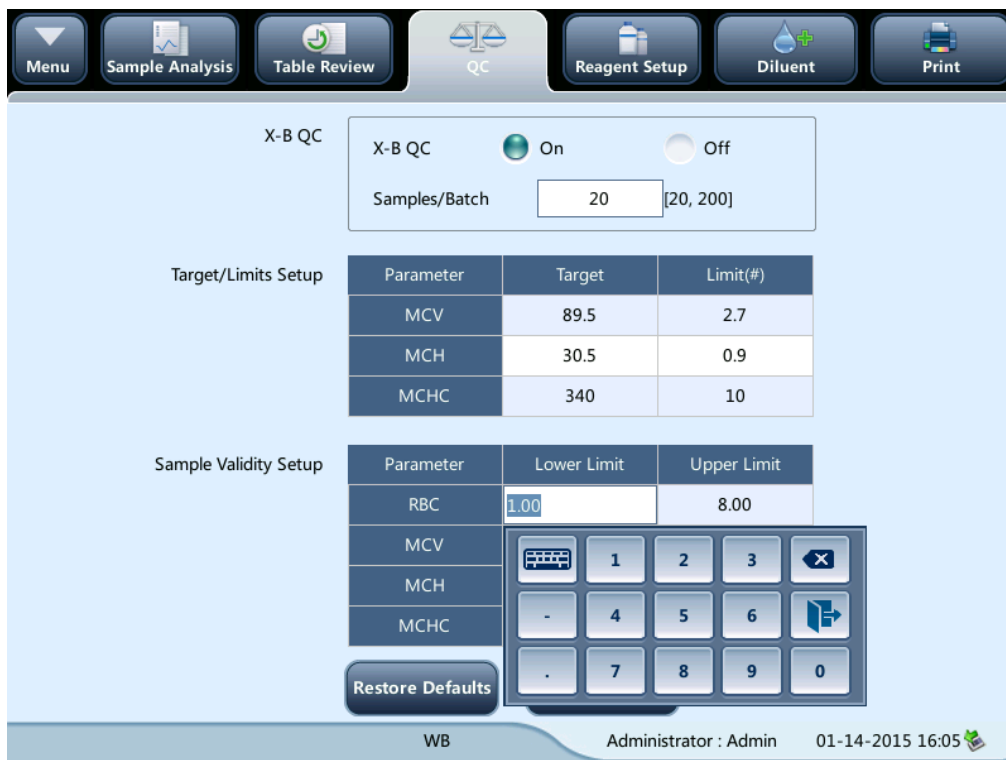 Menu Sample Analysis Table Review QC Reagent Setup Diluent Print
X-B QC
X-B QC On Off
Samples/Batch 20 [20, 200]
Target/Limits Setup
Parameter Target Limit(#)
MCV 89.5 2.7
MCH 30.5 0.9
MCHC 340 10
Sample Validity Setup
Parameter Lower Limit Upper Limit
RBC 1.00 8.00
MCV
MCH
MCHC
1 2 3
- 4 5 6
. 7 8 9 0
Restore Defaults
WB Administrator : Admin 01-14-2015 16:05